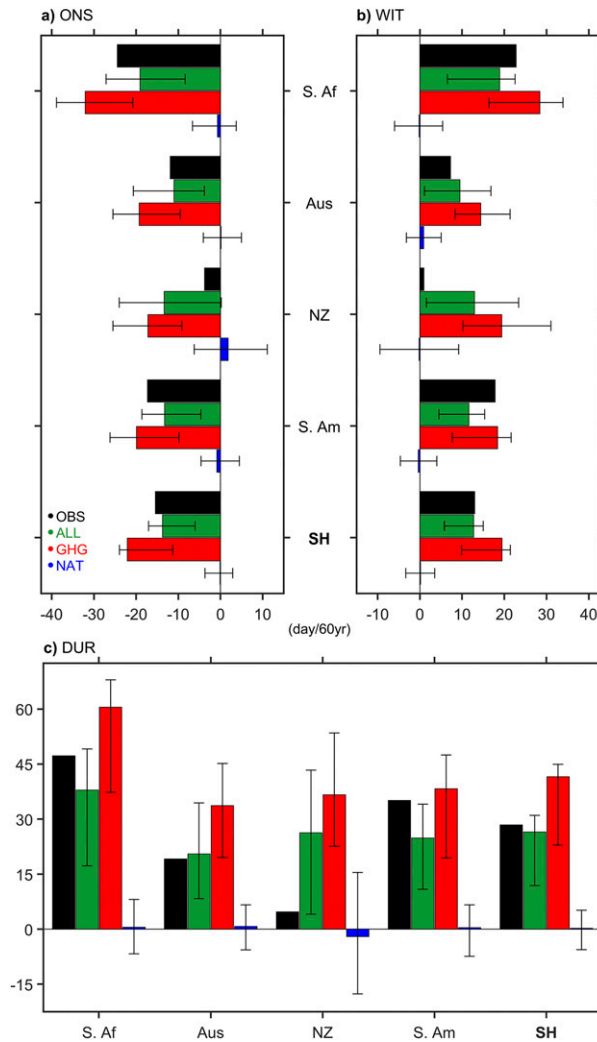 a) ONS
b) WIT
S. Af
Aus
NZ
S. Am
SH
OBS
ALL
GHG
NAT
-40 -30 -20 -10 0 10
(day/60yr)
-10 0 10 20 30 40
c) DUR
60
45
30
15
0
-15
S. Af Aus NZ S. Am SH